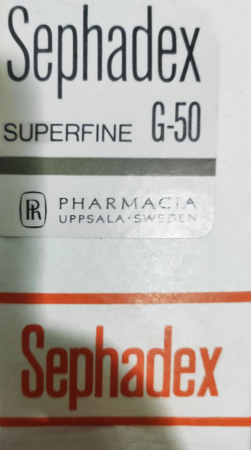 Sephadex
SUPERFINE G-50
PHARMACIA
UPPSALA·SWEDEN
Sephadex